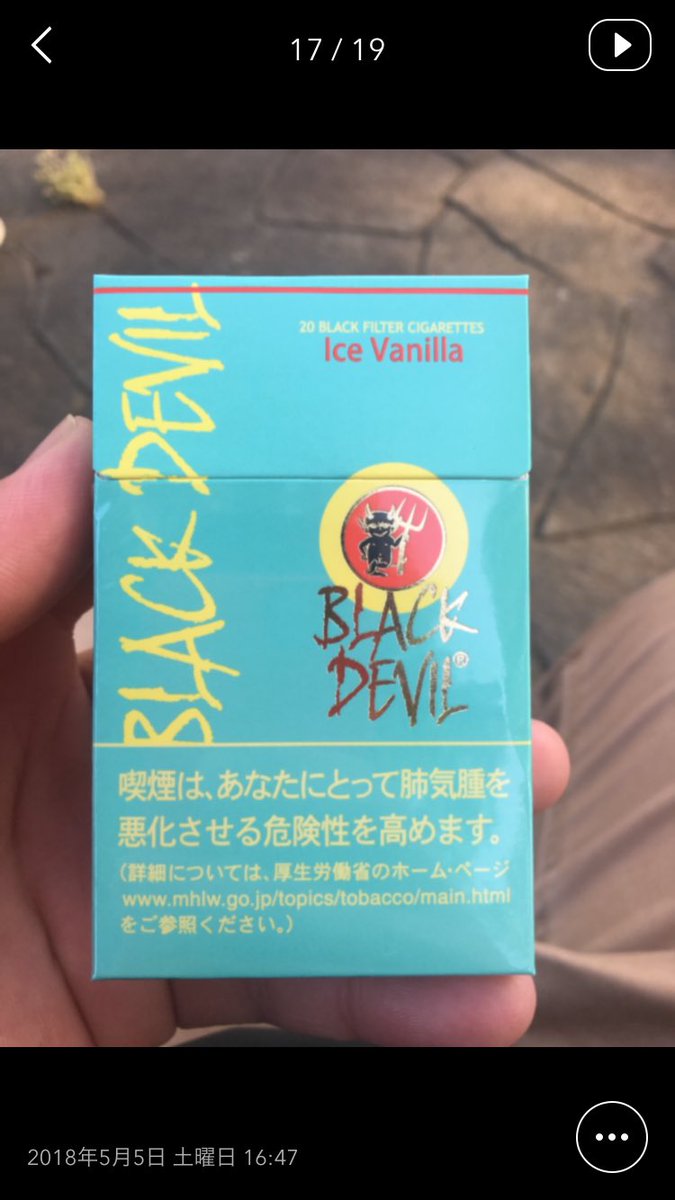 17 / 19
20 BLACK FILTER CIGARETTES
Ice Vanilla
BLACK DEVIL
BLACK
DEVIL®
喫煙は、あなたにとって肺気腫を
悪化させる危険性を高めます。
(詳細については、厚生労働省のホーム・ページ
www.mhlw.go.jp/topics/tobacco/main.html
をご参照ください。)
2018年5月5日 土曜日 16:47